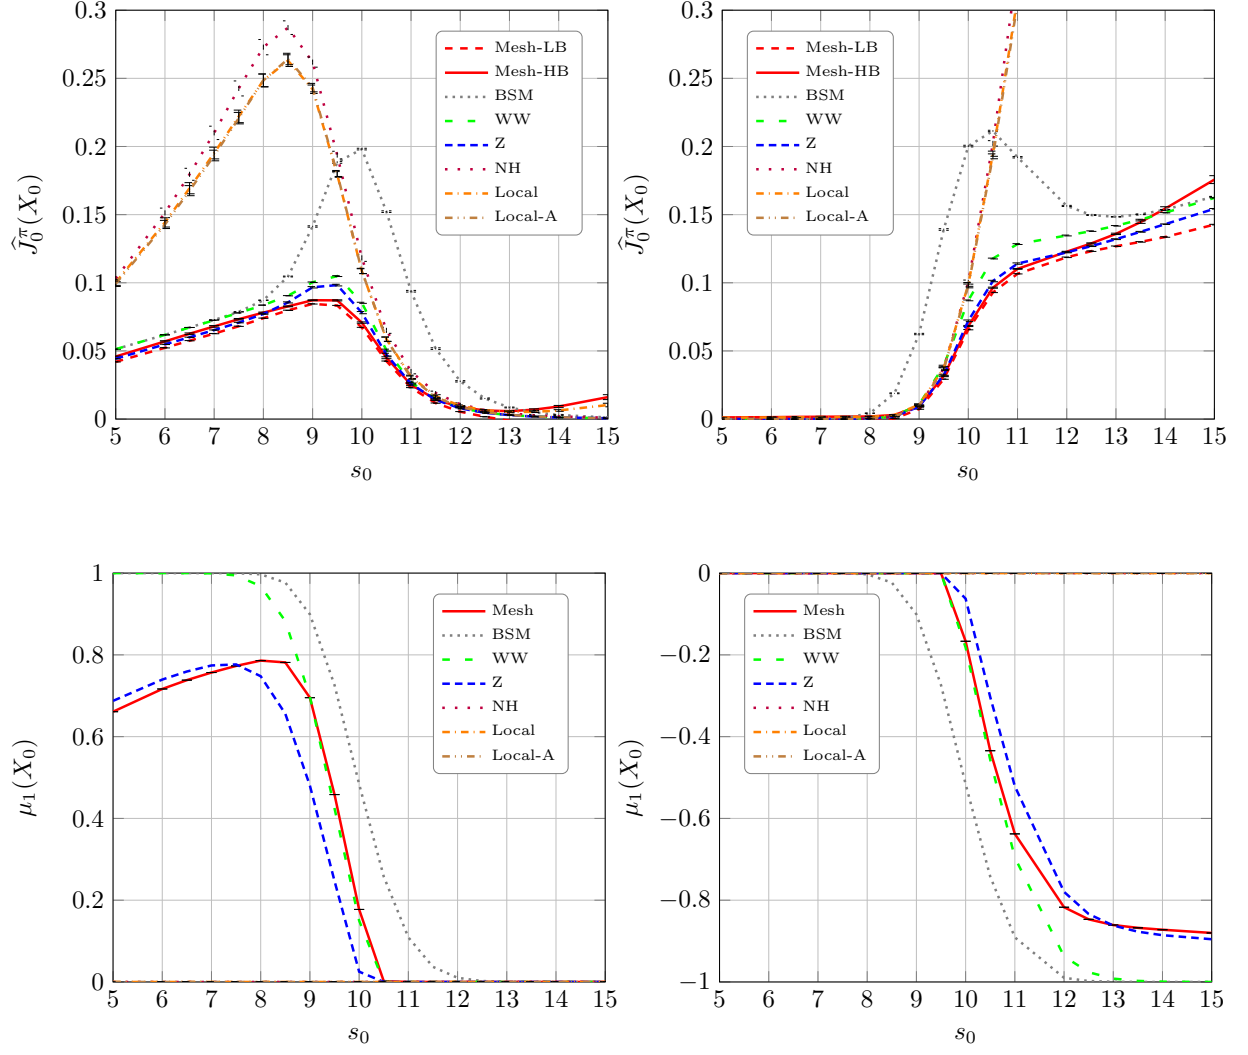 0.3
0.25
0.2
0.15
0.1
0.05
0
5 6 7 8 9 10 11 12 13 14 15
s₀
Ĵ₀^π(X₀)
Mesh-LB
Mesh-HB
BSM
WW
Z
NH
Local
Local-A
0.3
0.25
0.2
0.15
0.1
0.05
0
5 6 7 8 9 10 11 12 13 14 15
s₀
Ĵ₀^π(X₀)
Mesh-LB
Mesh-HB
BSM
WW
Z
NH
Local
Local-A
1
0.8
0.6
0.4
0.2
0
5 6 7 8 9 10 11 12 13 14 15
s₀
μ₁(X₀)
Mesh
BSM
WW
Z
NH
Local
Local-A
0
−0.2
−0.4
−0.6
−0.8
−1
5 6 7 8 9 10 11 12 13 14 15
s₀
μ₁(X₀)
Mesh
BSM
WW
Z
NH
Local
Local-A